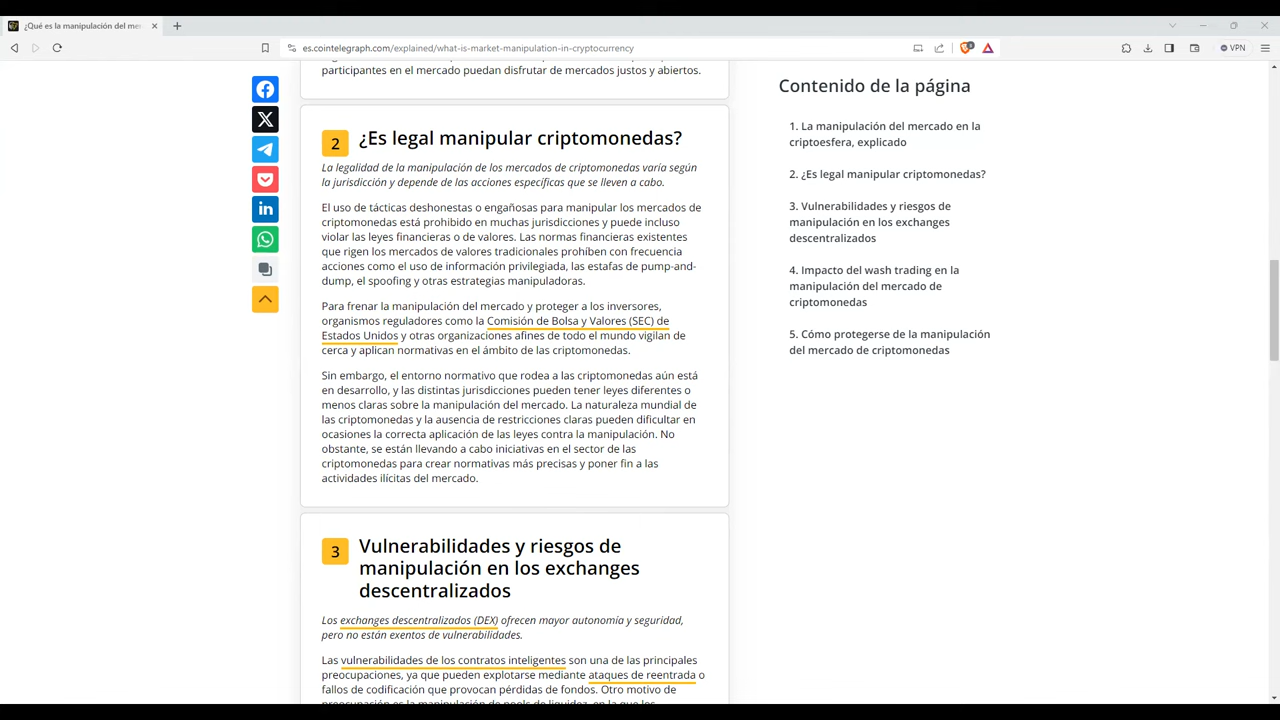 ¿Qué es la manipulación del me
es.cointelegraph.com/explained/what-is-market-manipulation-in-cryptocurrency
VPN
participantes en el mercado puedan disfrutar de mercados justos y abiertos.
2 ¿Es legal manipular criptomonedas?
La legalidad de la manipulación de los mercados de criptomonedas varía según
la jurisdicción y depende de las acciones específicas que se lleven a cabo.
El uso de tácticas deshonestas o engañosas para manipular los mercados de
criptomonedas está prohibido en muchas jurisdicciones y puede incluso
violar las leyes financieras o de valores. Las normas financieras existentes
que rigen los mercados de valores tradicionales prohíben con frecuencia
acciones como el uso de información privilegiada, las estafas de pump-and-
dump, el spoofing y otras estrategias manipuladoras.
Para frenar la manipulación del mercado y proteger a los inversores,
organismos reguladores como la Comisión de Bolsa y Valores (SEC) de
Estados Unidos y otras organizaciones afines de todo el mundo vigilan de
cerca y aplican normativas en el ámbito de las criptomonedas.
Sin embargo, el entorno normativo que rodea a las criptomonedas aún está
en desarrollo, y las distintas jurisdicciones pueden tener leyes diferentes o
menos claras sobre la manipulación del mercado. La naturaleza mundial de
las criptomonedas y la ausencia de restricciones claras pueden dificultar en
ocasiones la correcta aplicación de las leyes contra la manipulación. No
obstante, se están llevando a cabo iniciativas en el sector de las
criptomonedas para crear normativas más precisas y poner fin a las
actividades ilícitas del mercado.
3 Vulnerabilidades y riesgos de
manipulación en los exchanges
descentralizados
Los exchanges descentralizados (DEX) ofrecen mayor autonomía y seguridad,
pero no están exentos de vulnerabilidades.
Las vulnerabilidades de los contratos inteligentes son una de las principales
preocupaciones, ya que pueden explotarse mediante ataques de reentrada o
fallos de codificación que provocan pérdidas de fondos. Otro motivo de
preocupación es la manipulación de pools de liquidez, en la que los
Contenido de la página
1. La manipulación del mercado en la
criptoesfera, explicado
2. ¿Es legal manipular criptomonedas?
3. Vulnerabilidades y riesgos de
manipulación en los exchanges
descentralizados
4. Impacto del wash trading en la
manipulación del mercado de
criptomonedas
5. Cómo protegerse de la manipulación
del mercado de criptomonedas